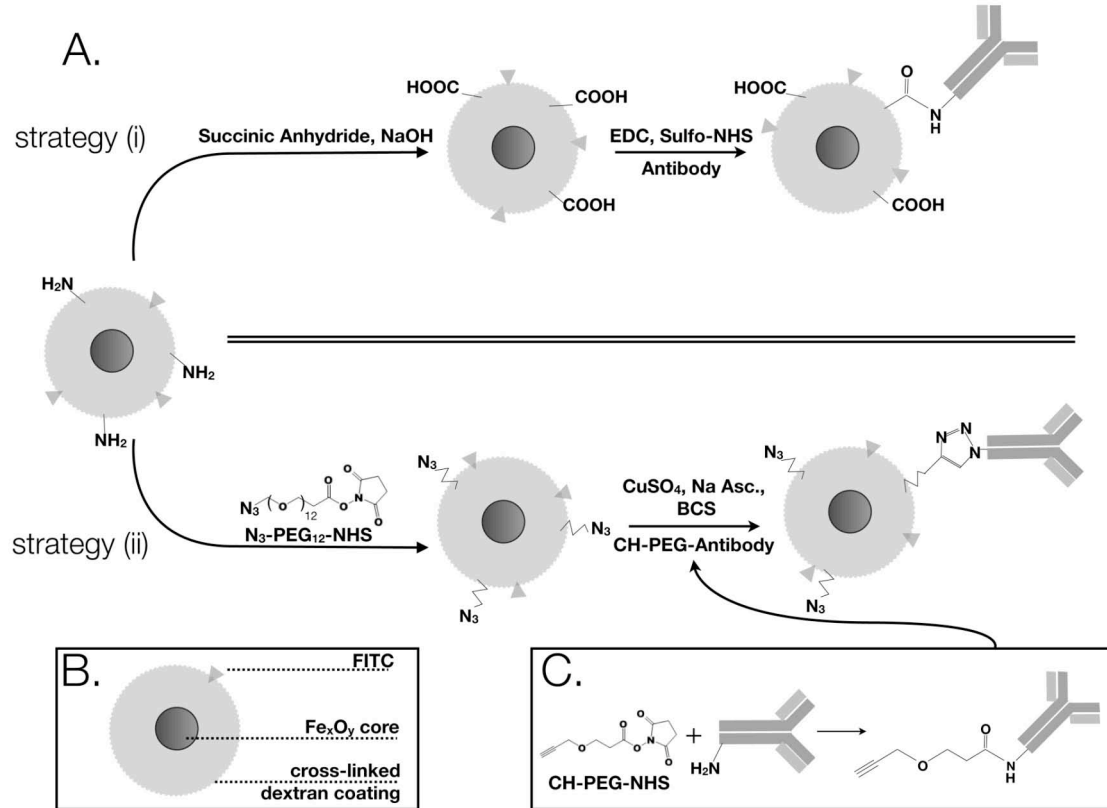 A.
strategy (i)
Succinic Anhydride, NaOH
HOOC
COOH
COOH
EDC, Sulfo-NHS
Antibody
HOOC
O
N
H
COOH
H₂N
NH₂
NH₂
strategy (ii)
N₃
O
12
O
O
N
O
O
N₃-PEG₁₂-NHS
N₃
N₃
N₃
CuSO₄, Na Asc.,
BCS
CH-PEG-Antibody
N₃
N
N
N
N₃
B.
FITC
FeₓOᵧ core
cross-linked
dextran coating
C.
O
O
O
N
O
O
CH-PEG-NHS
+
H₂N
O
O
N
H